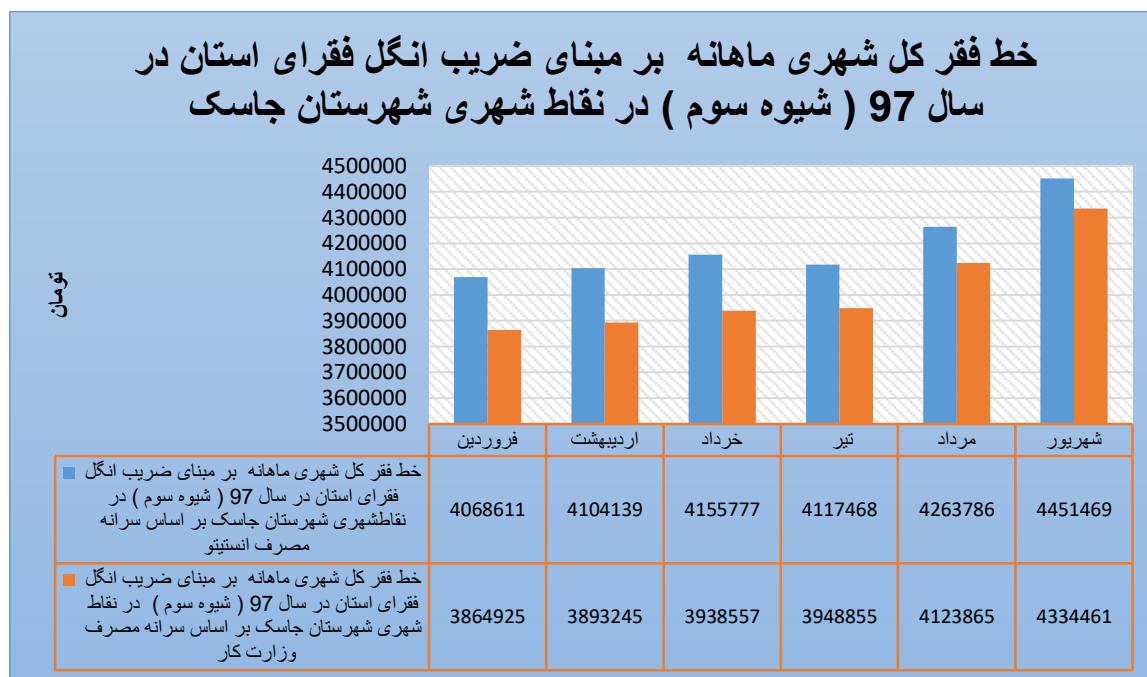 خط فقر کل شهری ماهانه بر مبنای ضریب انگل فقرای استان در
سال 97 ( شیوه سوم ) در نقاط شهری شهرستان جاسک
تومان
4500000
4400000
4300000
4200000
4100000
4000000
3900000
3800000
3700000
3600000
3500000
فروردین اردیبهشت خرداد تیر مرداد شهریور
خط فقر کل شهری ماهانه بر مبنای ضریب انگل
فقرای استان در سال 97 ( شیوه سوم ) در
نقاطشهری شهرستان جاسک بر اساس سرانه
مصرف انستیتو
4068611 4104139 4155777 4117468 4263786 4451469
خط فقر کل شهری ماهانه بر مبنای ضریب انگل
فقرای استان در سال 97 ( شیوه سوم ) در نقاط
شهری شهرستان جاسک بر اساس سرانه مصرف
وزارت کار
3864925 3893245 3938557 3948855 4123865 4334461